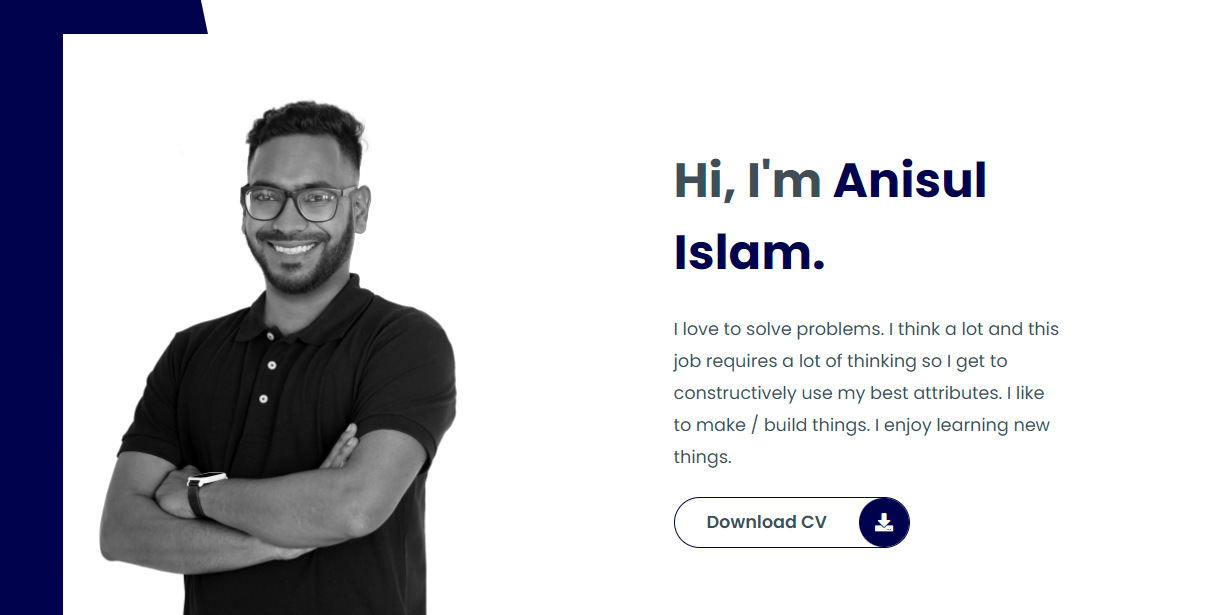 Hi, I'm Anisul
Islam.
I love to solve problems. I think a lot and this
job requires a lot of thinking so I get to
constructively use my best attributes. I like
to make / build things. I enjoy learning new
things.
Download CV